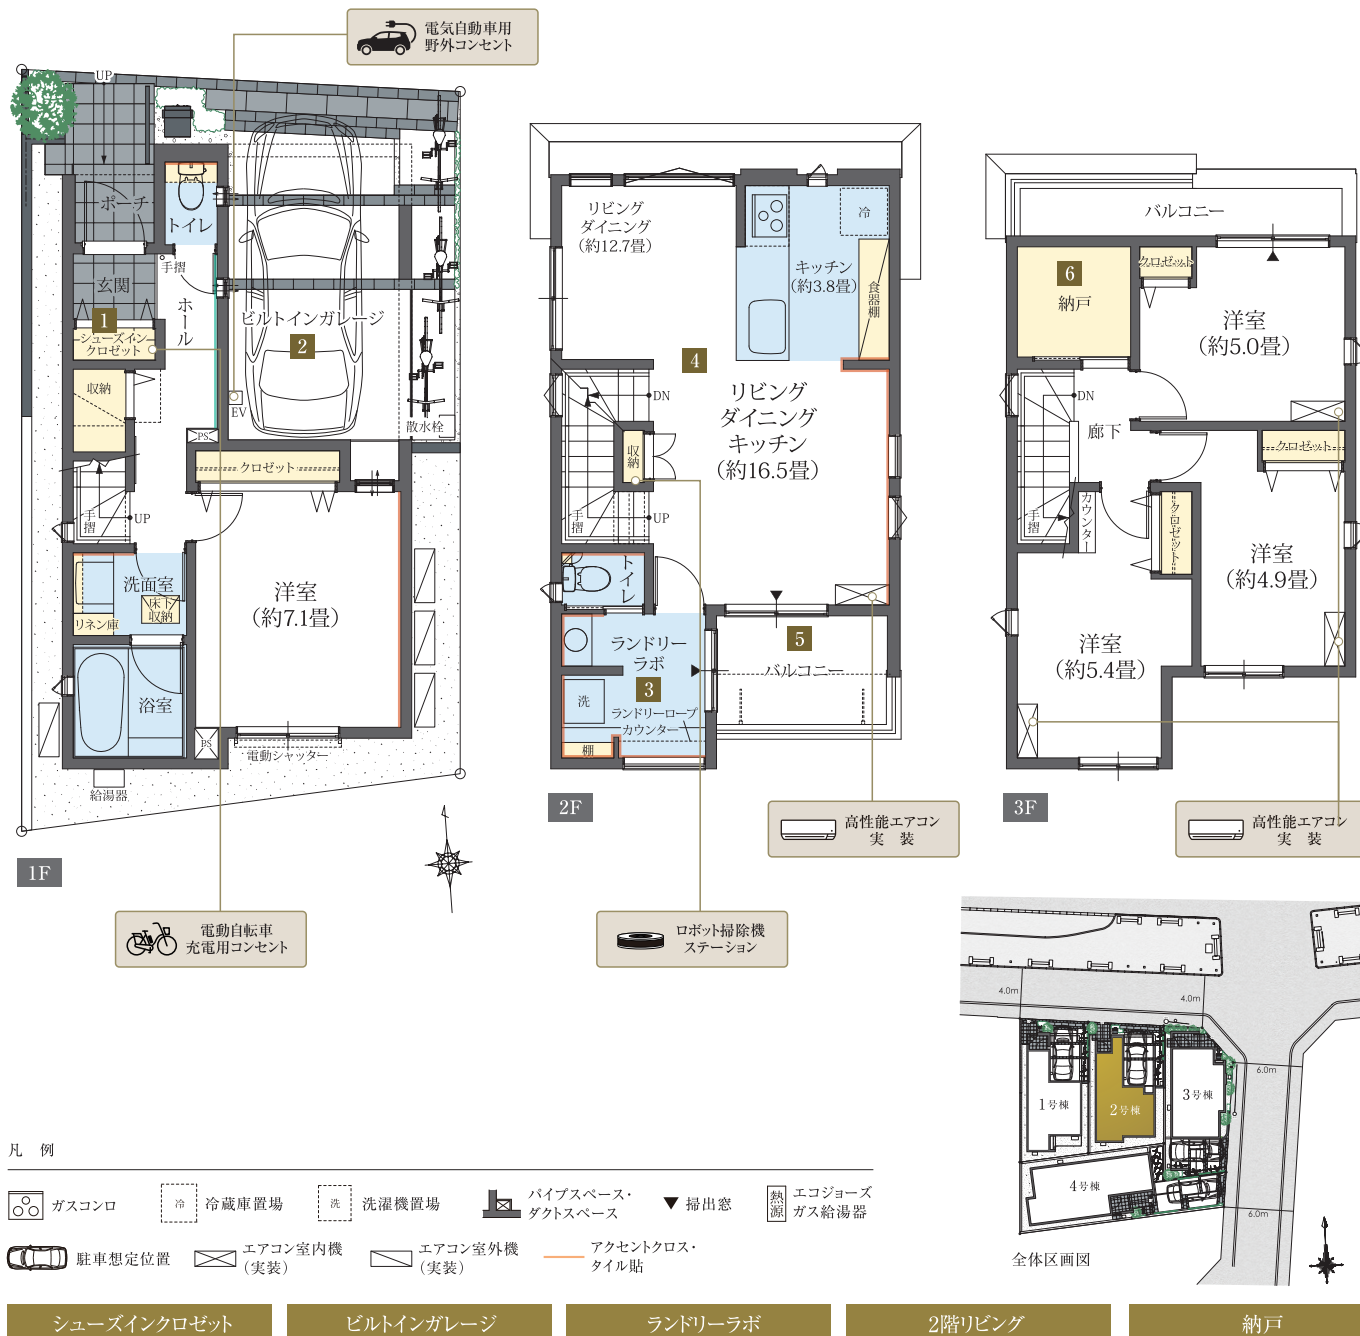 電気自動車用
野外コンセント
UP
ポーチ
トイレ
手摺
玄関
ホール
1
シューズイン
クロゼット
ビルトインガレージ
2
収納
EV
散水栓
PS
クロゼット
手摺
UP
洗面室
床下
収納
リネン庫
洋室
(約7.1畳)
浴室
PS
電動シャッター
給湯器
1F
電動自転車
充電用コンセント
リビング
ダイニング
(約12.7畳)
冷
キッチン
(約3.8畳)
食器棚
4
リビング
ダイニング
キッチン
(約16.5畳)
DN
収納
手摺
UP
トイレ
ランドリー
ラボ
3
洗
ランドリーロープ
カウンター
棚
5
バルコニー
2F
高性能エアコン
実 装
ロボット掃除機
ステーション
バルコニー
6
納戸
クロゼット
洋室
(約5.0畳)
DN
廊下
クロゼット
手摺
カウンター
クロゼット
洋室
(約4.9畳)
洋室
(約5.4畳)
3F
高性能エアコン
実 装
4.0m
4.0m
6.0m
6.0m
1号棟
2号棟
3号棟
4号棟
全体区画図
凡 例
ガスコンロ
冷
冷蔵庫置場
洗
洗濯機置場
パイプスペース・
ダクトスペース
掃出窓
熱源
エコジョーズ
ガス給湯器
駐車想定位置
エアコン室内機
(実装)
エアコン室外機
(実装)
アクセントクロス・
タイル貼
シューズインクロゼット
ビルトインガレージ
ランドリーラボ
2階リビング
納戸